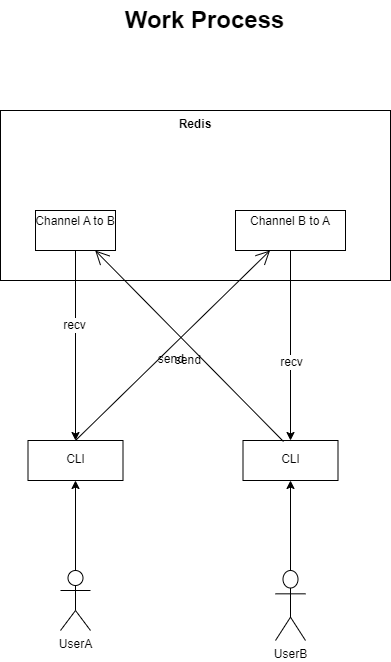 Work Process
Redis
Channel A to B
Channel B to A
recv
send
send
recv
CLI
CLI
UserA
UserB